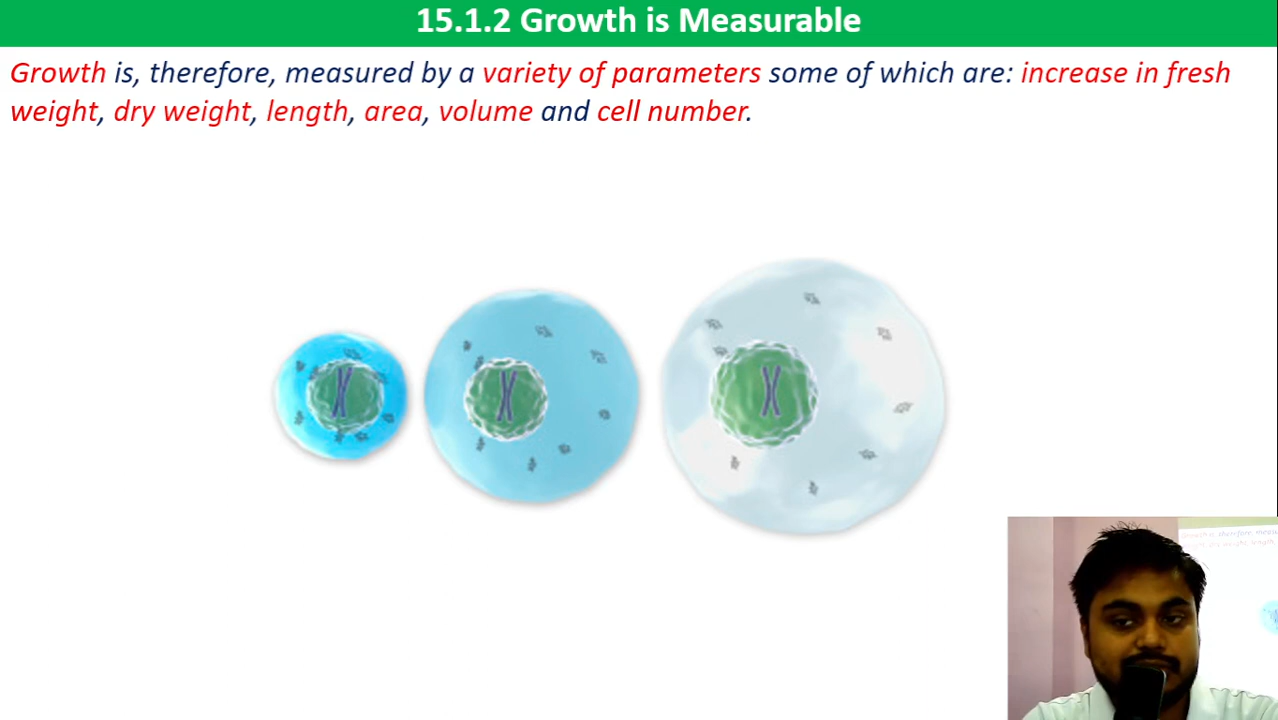 15.1.2 Growth is Measurable
Growth is, therefore, measured by a variety of parameters some of which are: increase in fresh
weight, dry weight, length, area, volume and cell number.